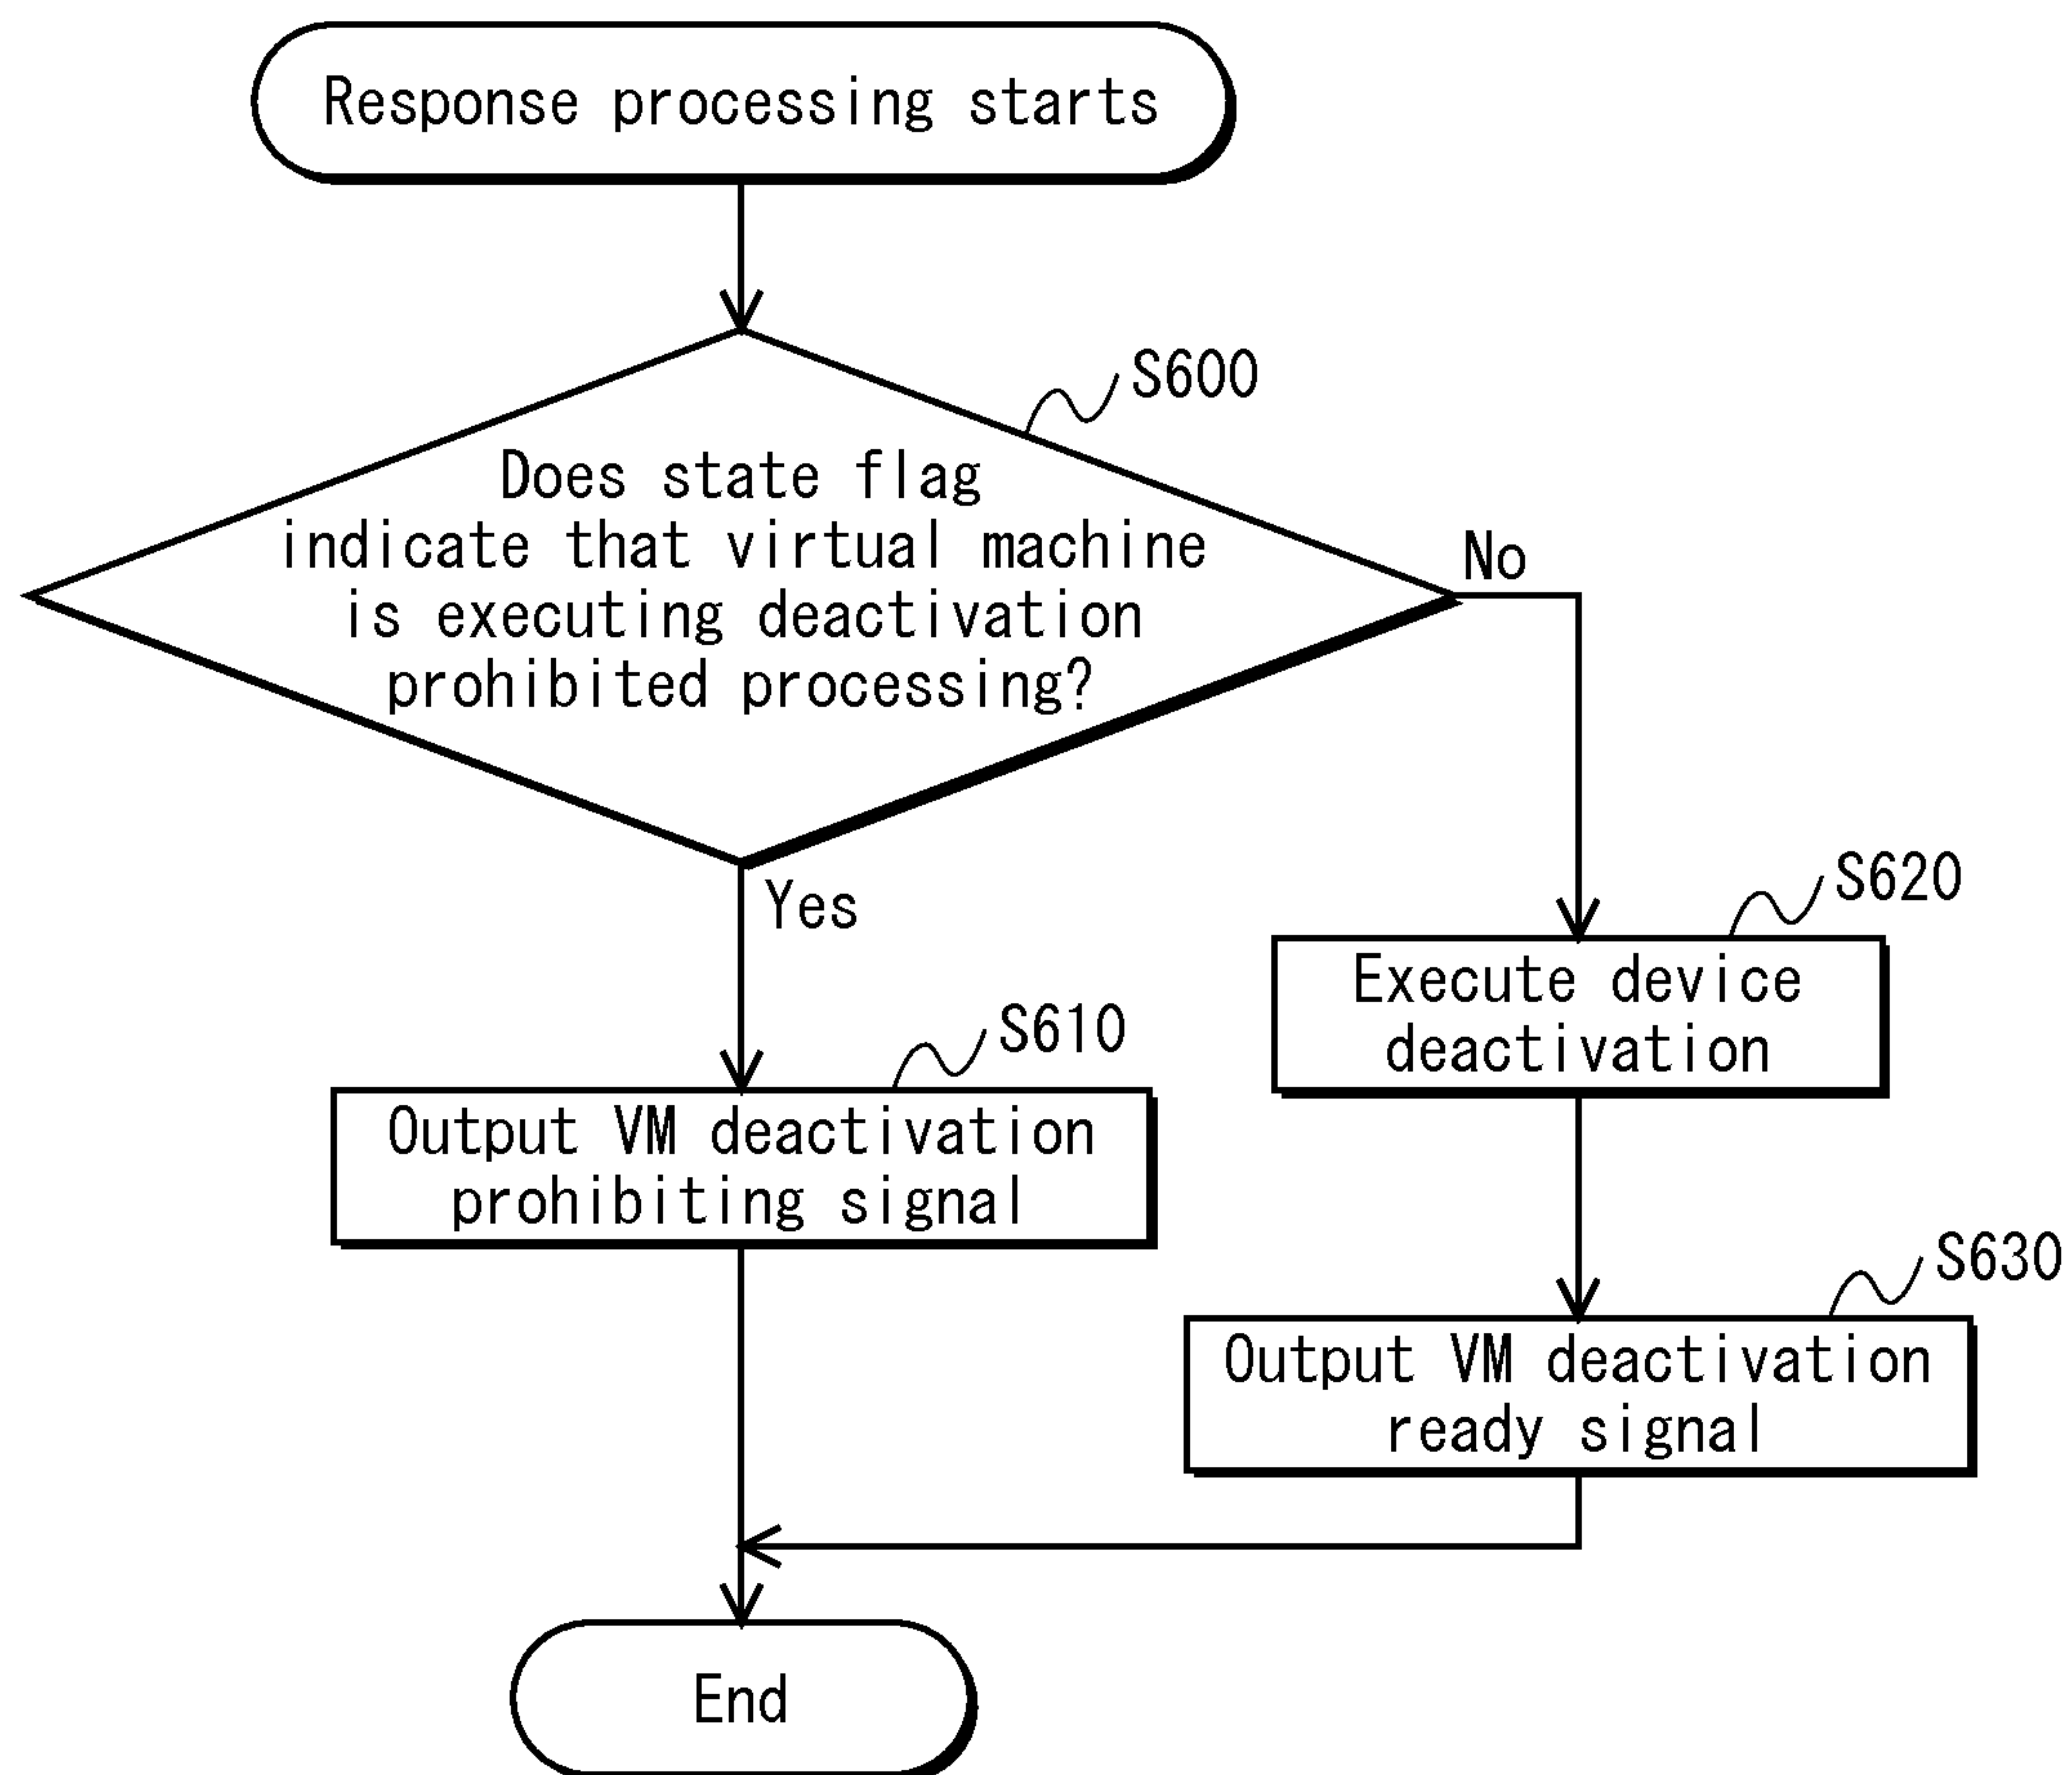 Response processing starts
S600
Does state flag
indicate that virtual machine
is executing deactivation
prohibited processing?
No
Yes
S620
Execute device
deactivation
S610
Output VM deactivation
prohibiting signal
S630
Output VM deactivation
ready signal
End